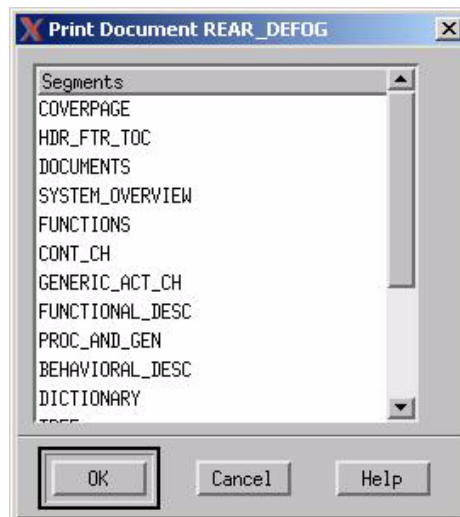 Print Document REAR_DEFOG
Segments
COVERPAGE
HDR_FTR_TOC
DOCUMENTS
SYSTEM_OVERVIEW
FUNCTIONS
CONT_CH
GENERIC_ACT_CH
FUNCTIONAL_DESC
PROC_AND_GEN
BEHAVIORAL_DESC
DICTIONARY
OK Cancel Help